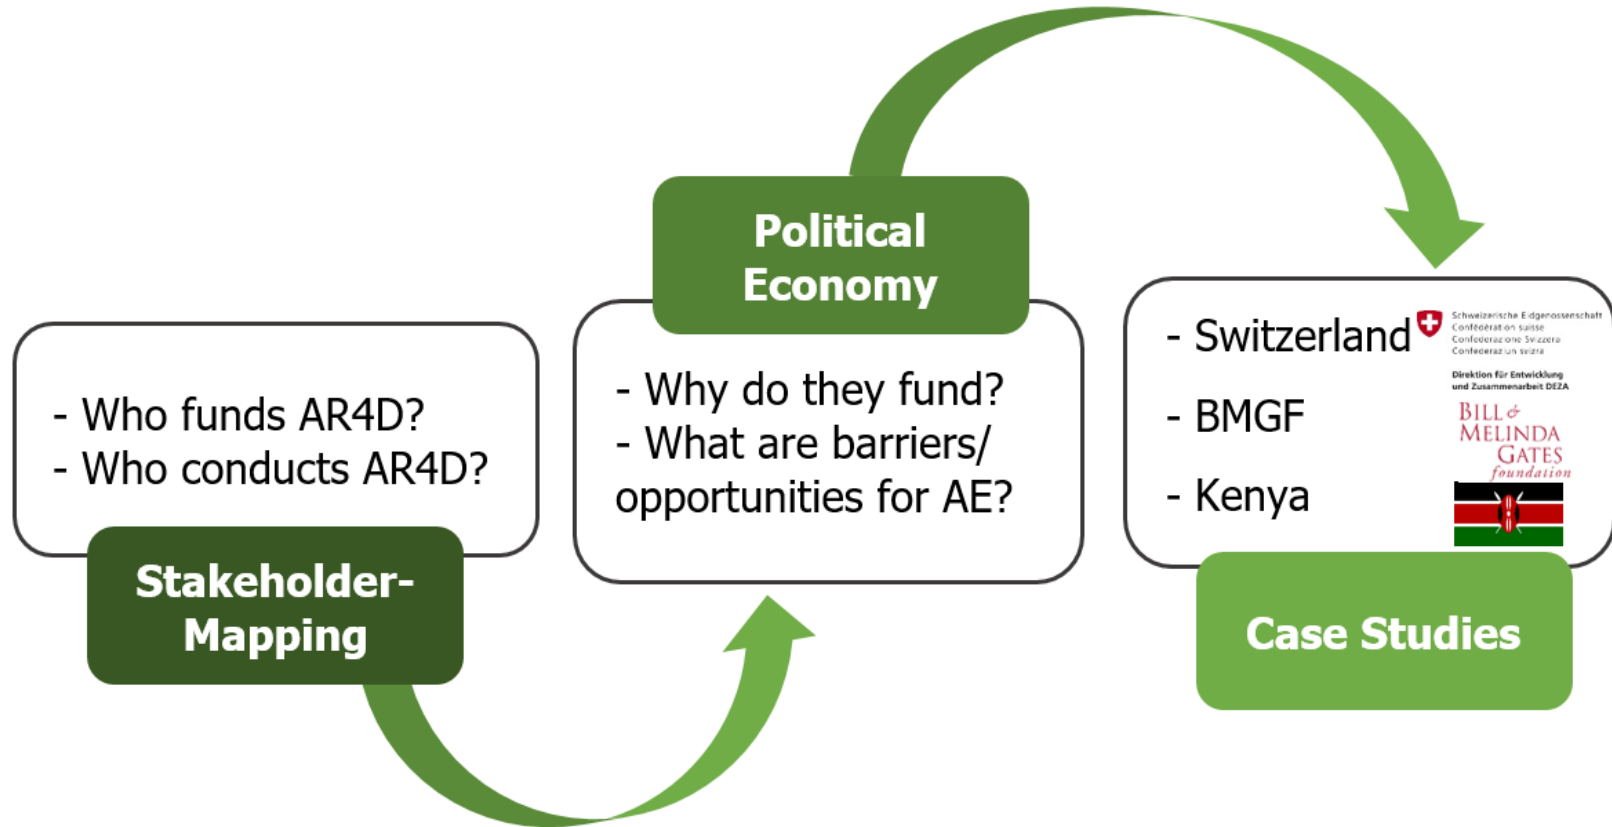 - Who funds AR4D?
- Who conducts AR4D?
Stakeholder-
Mapping
Political
Economy
- Why do they fund?
- What are barriers/
opportunities for AE?
- Switzerland
Schweizerische Eidgenossenschaft
Confédération suisse
Confederazione Svizzera
Confederaziun svizra
Direktion für Entwicklung
und Zusammenarbeit DEZA
- BMGF
BILL &
MELINDA
GATES
foundation
- Kenya
Case Studies